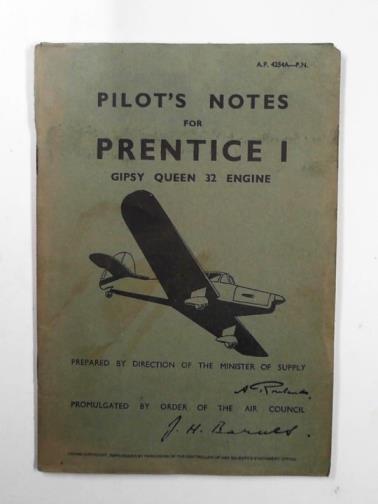 A.P. 4254A—P.N.
PILOT'S NOTES
FOR
PRENTICE I
GIPSY QUEEN 32 ENGINE
PREPARED BY DIRECTION OF THE MINISTER OF SUPPLY
PROMULGATED BY ORDER OF THE AIR COUNCIL
J. H. Barnes.